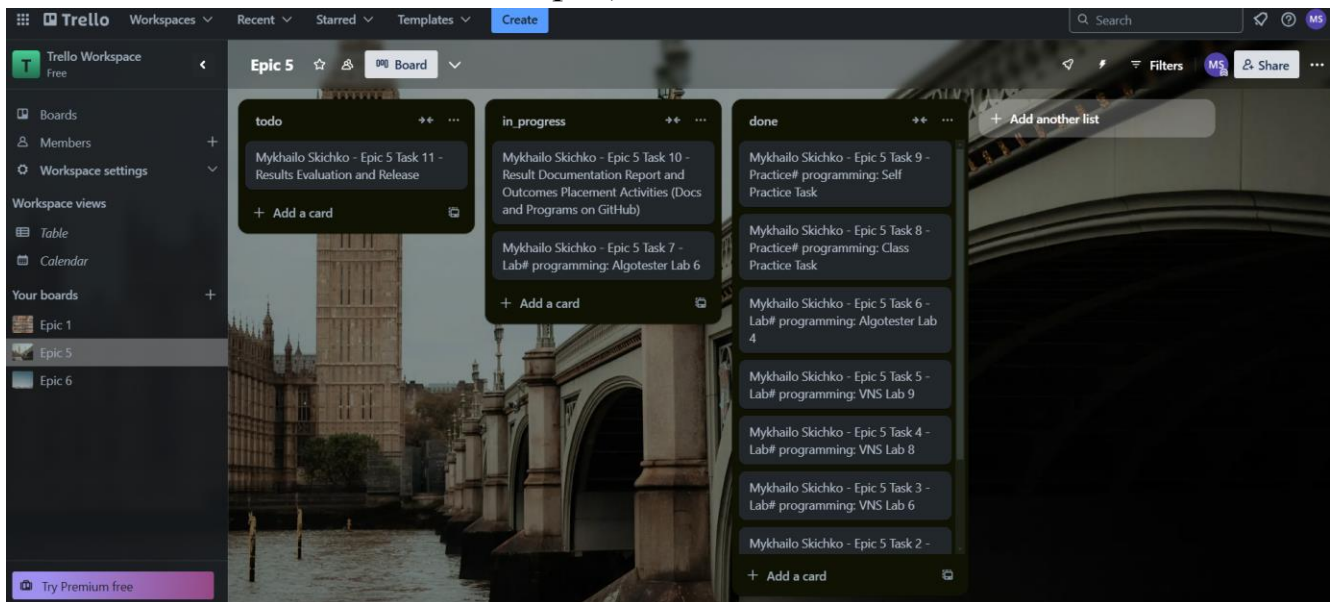 Trello Workspaces Recent Starred Templates Create Search MS
T Trello Workspace
Free
Boards
Members
Workspace settings
Workspace views
Table
Calendar
Your boards
Epic 1
Epic 5
Epic 6
Try Premium free
Epic 5 Board Filters MS Share
todo
Mykhailo Skichko - Epic 5 Task 11 -
Results Evaluation and Release
+ Add a card
in_progress
Mykhailo Skichko - Epic 5 Task 10 -
Result Documentation Report and
Outcomes Placement Activities (Docs
and Programs on GitHub)
Mykhailo Skichko - Epic 5 Task 7 -
Lab# programming: Algotester Lab 6
+ Add a card
done
Mykhailo Skichko - Epic 5 Task 9 -
Practice# programming: Self
Practice Task
Mykhailo Skichko - Epic 5 Task 8 -
Practice# programming: Class
Practice Task
Mykhailo Skichko - Epic 5 Task 6 -
Lab# programming: Algotester Lab
4
Mykhailo Skichko - Epic 5 Task 5 -
Lab# programming: VNS Lab 9
Mykhailo Skichko - Epic 5 Task 4 -
Lab# programming: VNS Lab 8
Mykhailo Skichko - Epic 5 Task 3 -
Lab# programming: VNS Lab 6
Mykhailo Skichko - Epic 5 Task 2 -
+ Add a card
+ Add another list